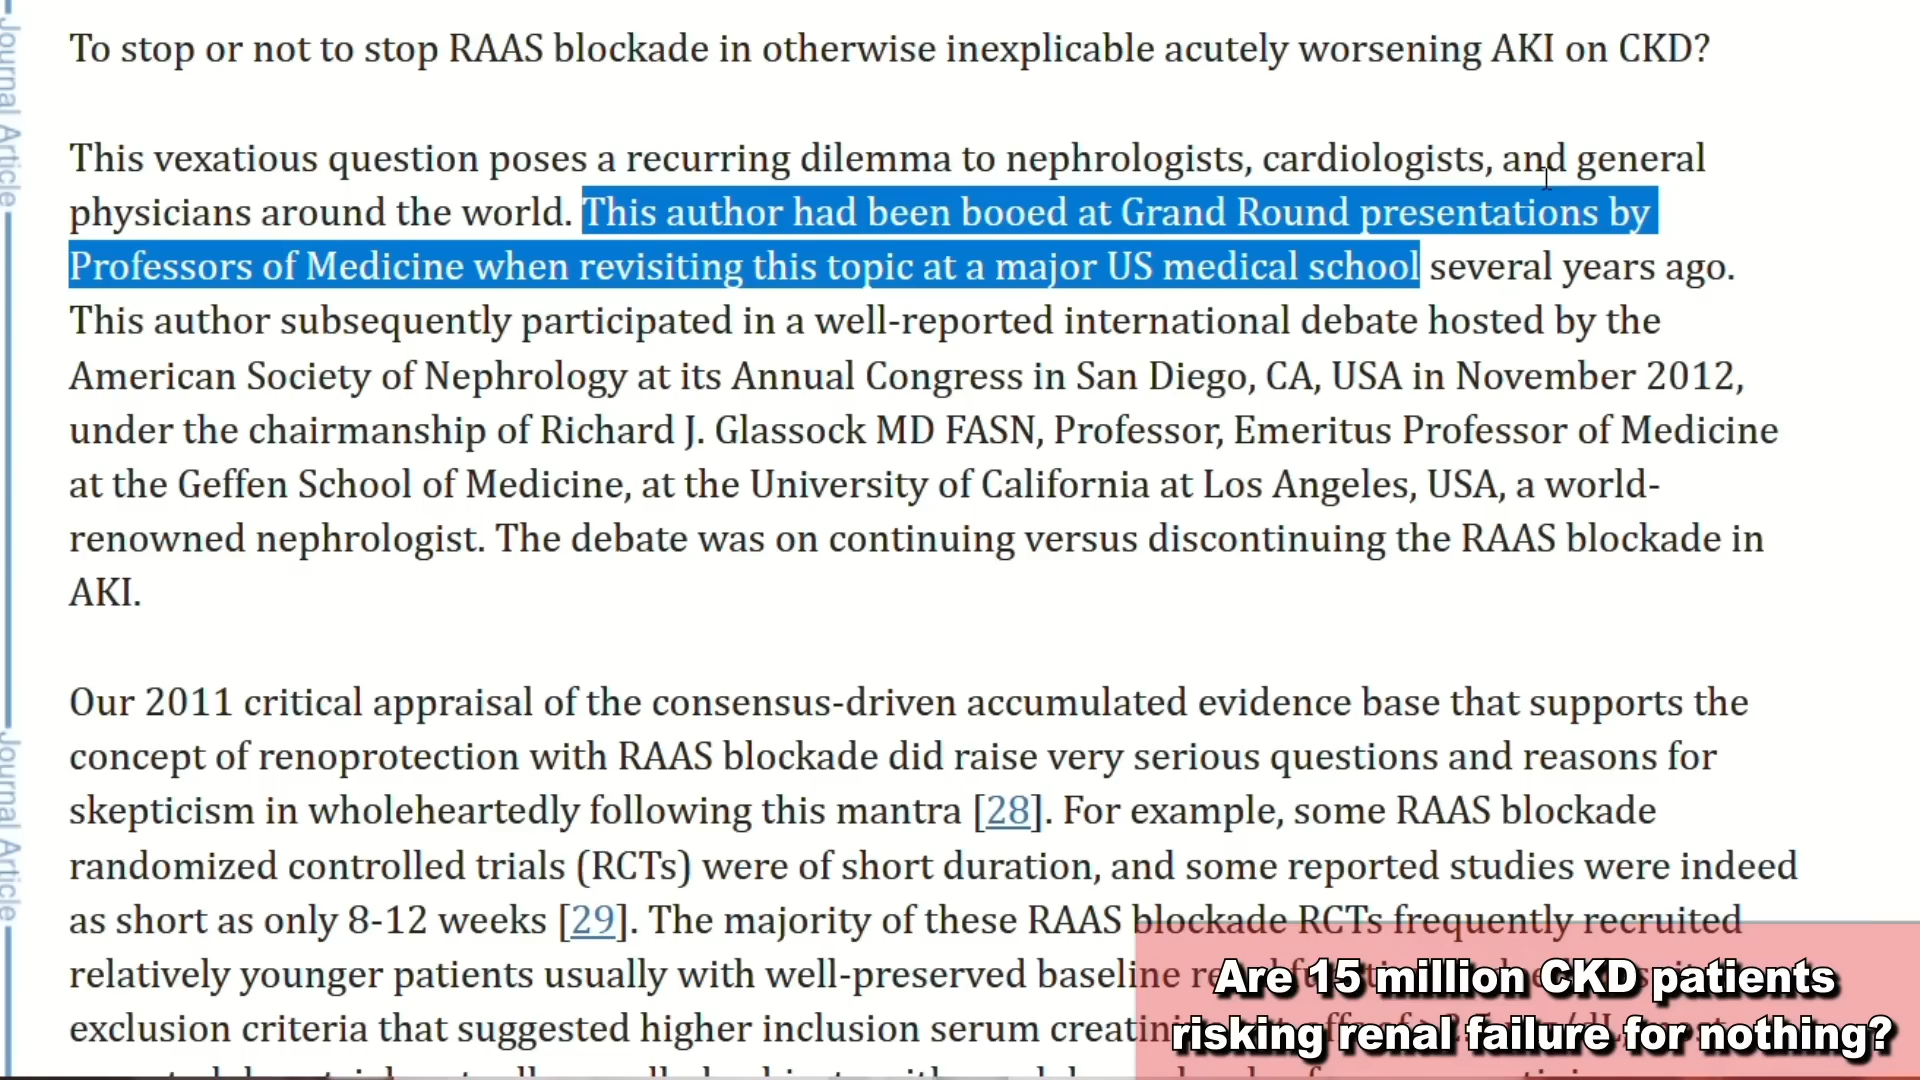 To stop or not to stop RAAS blockade in otherwise inexplicable acutely worsening AKI on CKD?
This vexatious question poses a recurring dilemma to nephrologists, cardiologists, and general
physicians around the world. This author had been booed at Grand Round presentations by
Professors of Medicine when revisiting this topic at a major US medical school several years ago.
This author subsequently participated in a well-reported international debate hosted by the
American Society of Nephrology at its Annual Congress in San Diego, CA, USA in November 2012,
under the chairmanship of Richard J. Glassock MD FASN, Professor, Emeritus Professor of Medicine
at the Geffen School of Medicine, at the University of California at Los Angeles, USA, a world-
renowned nephrologist. The debate was on continuing versus discontinuing the RAAS blockade in
AKI.
Our 2011 critical appraisal of the consensus-driven accumulated evidence base that supports the
concept of renoprotection with RAAS blockade did raise very serious questions and reasons for
skepticism in wholeheartedly following this mantra [28]. For example, some RAAS blockade
randomized controlled trials (RCTs) were of short duration, and some reported studies were indeed
as short as only 8-12 weeks [29]. The majority of these RAAS blockade RCTs frequently recruited
relatively younger patients usually with well-preserved baseline
exclusion criteria that suggested higher inclusion serum
Are 15 million CKD patients
risking renal failure for nothing?
Journal Article
Journal Article